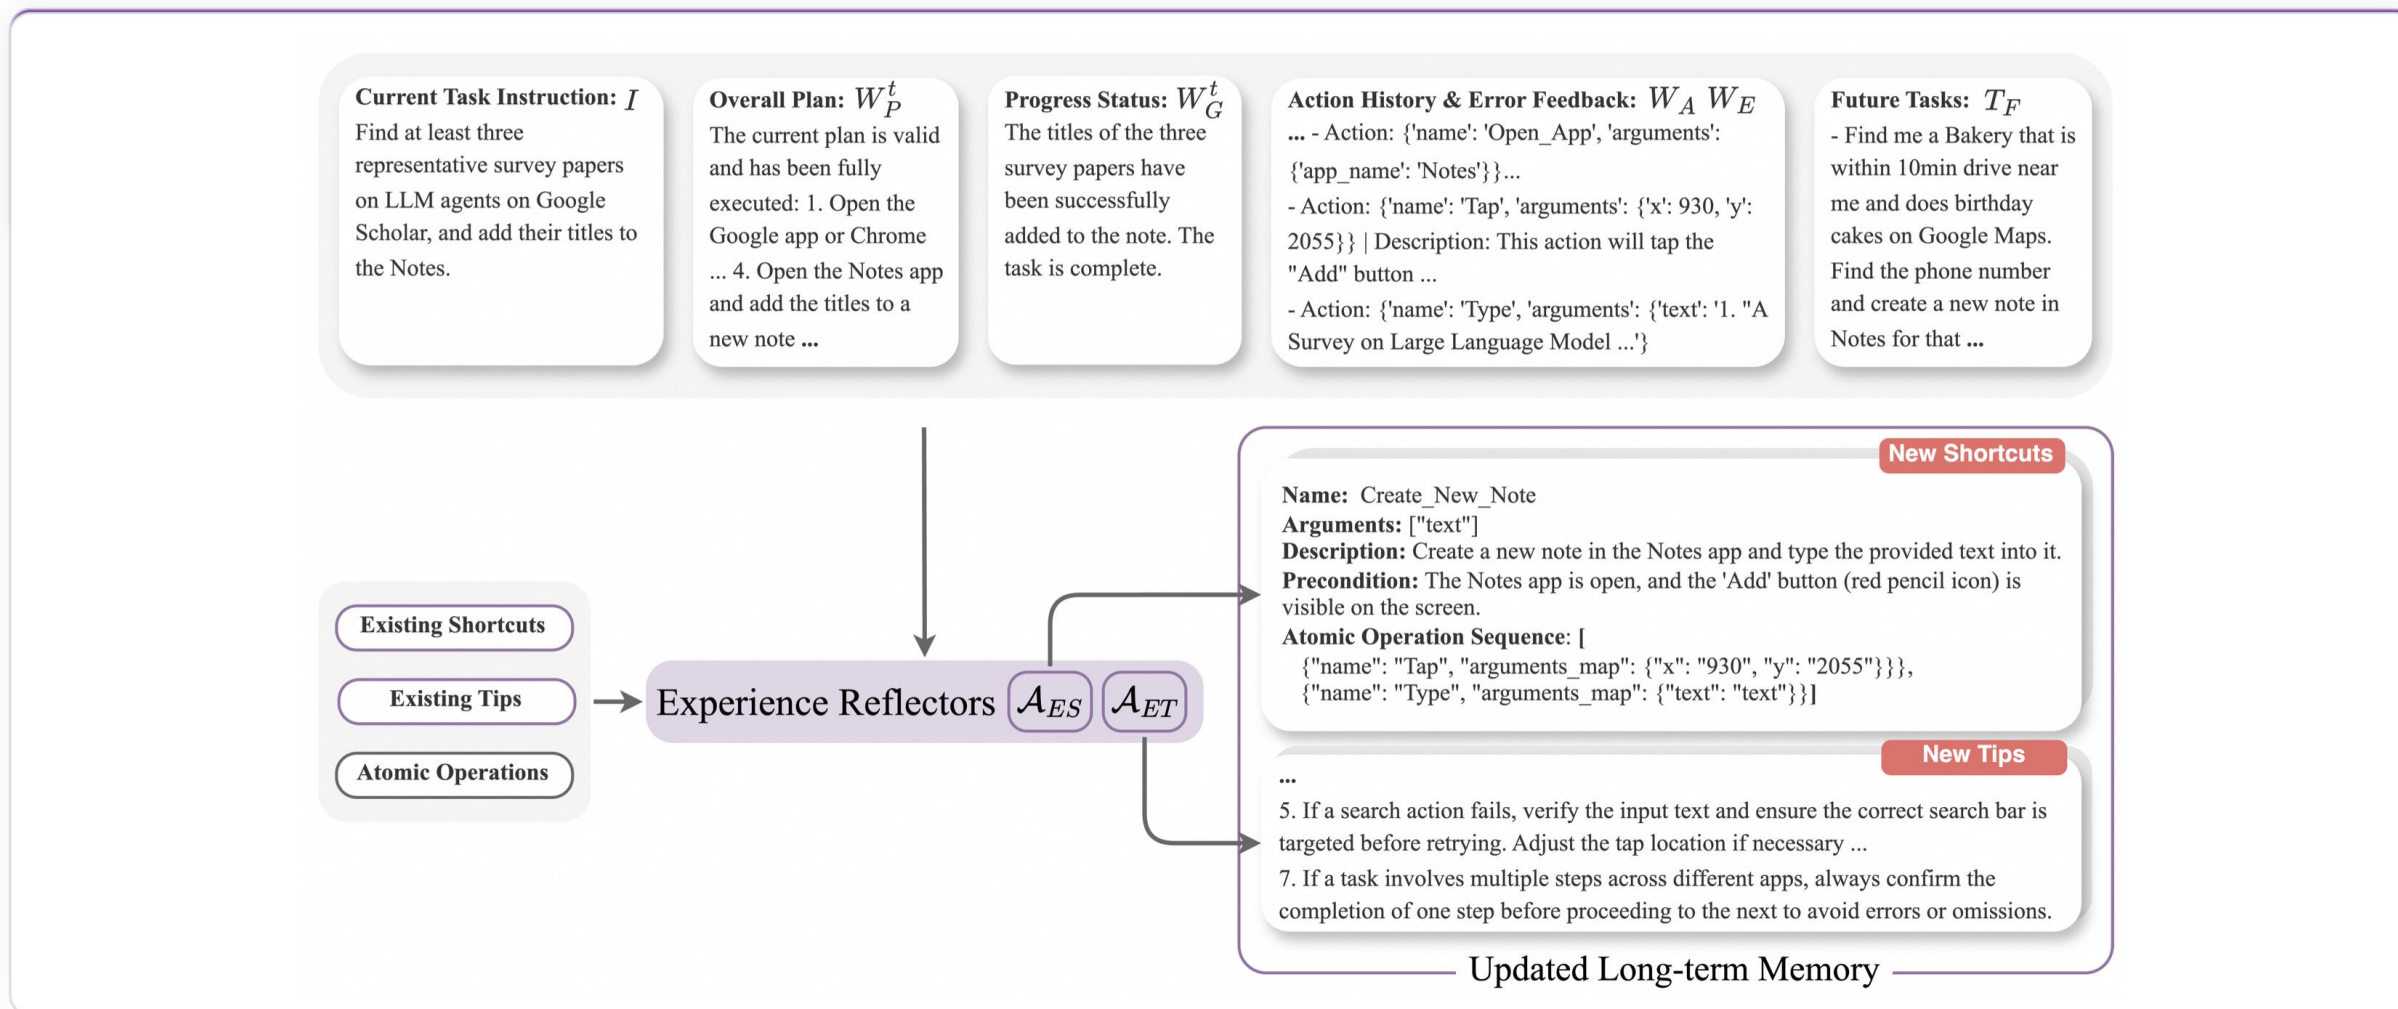 Current Task Instruction: I
Find at least three
representative survey papers
on LLM agents on Google
Scholar, and add their titles to
the Notes.
Overall Plan: W_P^t
The current plan is valid
and has been fully
executed: 1. Open the
Google app or Chrome
... 4. Open the Notes app
and add the titles to a
new note ...
Progress Status: W_G^t
The titles of the three
survey papers have
been successfully
added to the note. The
task is complete.
Action History & Error Feedback: W_A W_E
... - Action: {'name': 'Open_App', 'arguments':
{'app_name': 'Notes'}}...
- Action: {'name': 'Tap', 'arguments': {'x': 930, 'y':
2055}} | Description: This action will tap the
"Add" button ...
- Action: {'name': 'Type', 'arguments': {'text': '1. "A
Survey on Large Language Model ...'}
Future Tasks: T_F
- Find me a Bakery that is
within 10min drive near
me and does birthday
cakes on Google Maps.
Find the phone number
and create a new note in
Notes for that ...
Existing Shortcuts
Existing Tips
Atomic Operations
Experience Reflectors A_ES A_ET
New Shortcuts
Name: Create_New_Note
Arguments: ["text"]
Description: Create a new note in the Notes app and type the provided text into it.
Precondition: The Notes app is open, and the 'Add' button (red pencil icon) is
visible on the screen.
Atomic Operation Sequence: [
{"name": "Tap", "arguments_map": {"x": "930", "y": "2055"}}},
{"name": "Type", "arguments_map": {"text": "text"}}]
New Tips
...
5. If a search action fails, verify the input text and ensure the correct search bar is
targeted before retrying. Adjust the tap location if necessary ...
7. If a task involves multiple steps across different apps, always confirm the
completion of one step before proceeding to the next to avoid errors or omissions.
Updated Long-term Memory